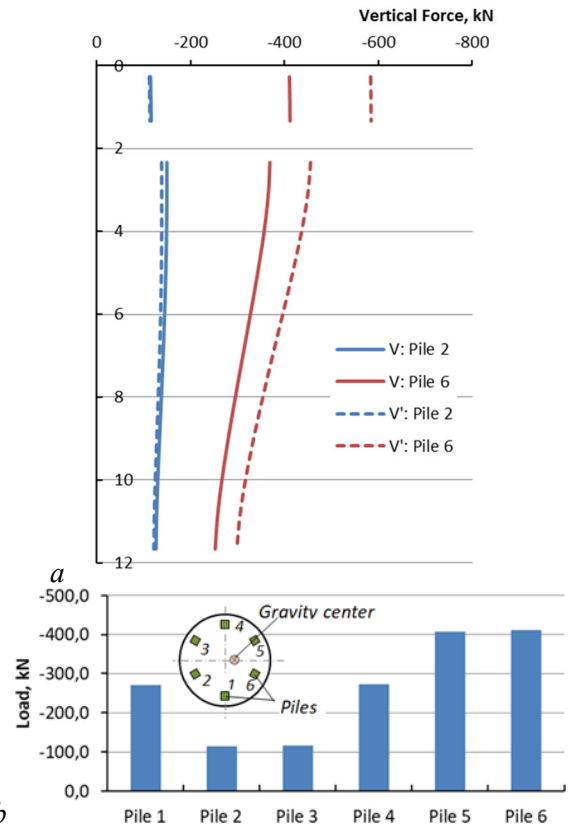 Vertical Force, kN
0 -200 -400 -600 -800
0
2
4
6
8
10
12
V: Pile 2
V: Pile 6
V': Pile 2
V': Pile 6
a
-500,0
-400,0
-300,0
-200,0
-100,0
0,0
Load, kN
Gravity center
4
3
5
2
1
6
Piles
Pile 1 Pile 2 Pile 3 Pile 4 Pile 5 Pile 6
b